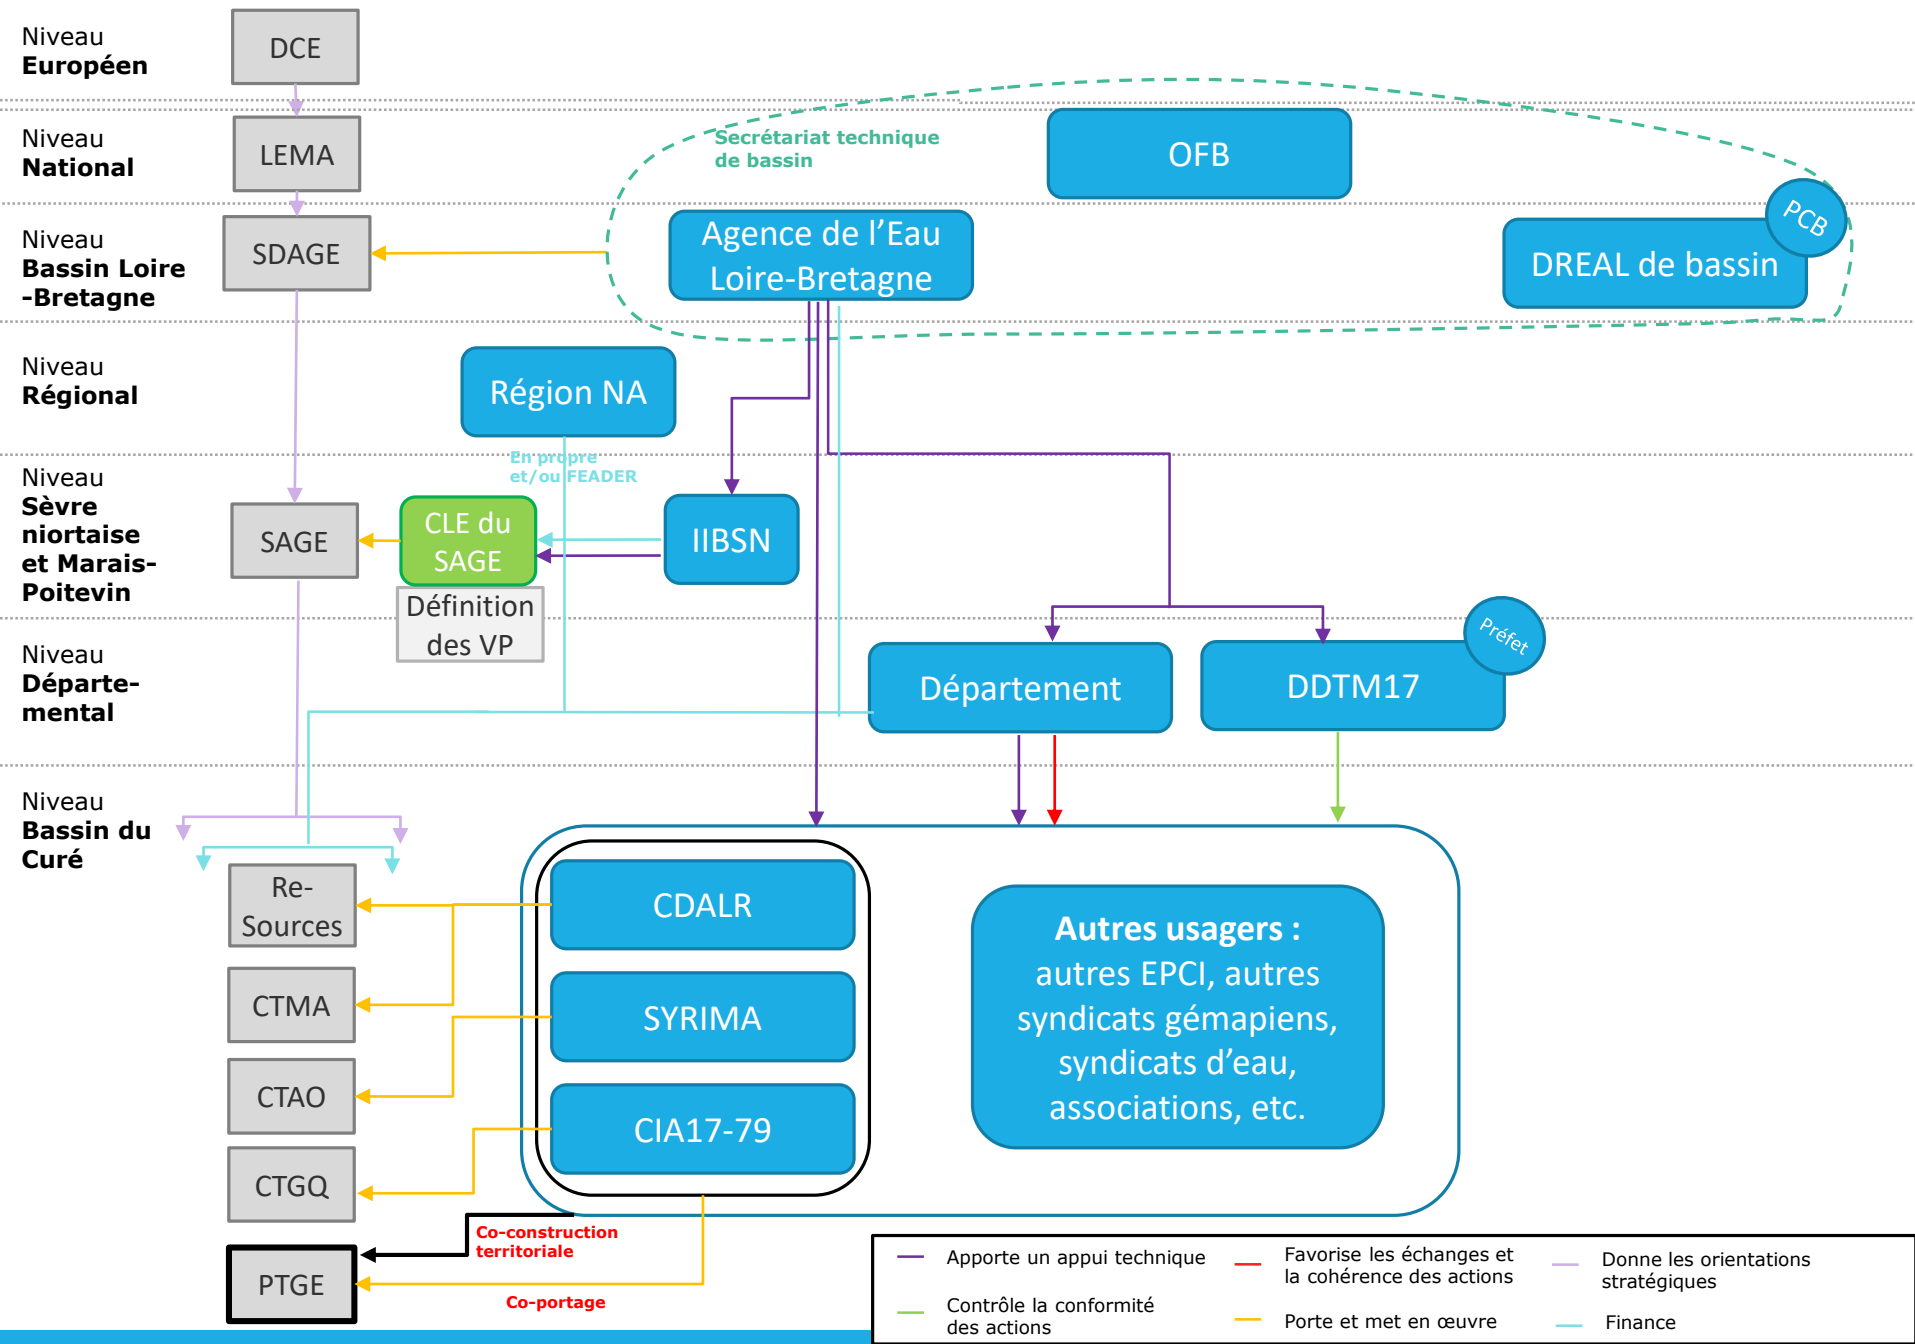 Niveau
Européen
DCE
Niveau
National
LEMA
Secrétariat technique
de bassin
OFB
Niveau
Bassin Loire
-Bretagne
SDAGE
Agence de l'Eau
Loire-Bretagne
DREAL de bassin
PCB
Niveau
Régional
Région NA
En propre
et/ou FEADER
Niveau
Sèvre
niortaise
et Marais-
Poitevin
SAGE
CLE du
SAGE
IIBSN
Définition
des VP
Niveau
Départe-
mental
Département
DDTM17
Préfet
Niveau
Bassin du
Curé
Re-
Sources
CTMA
CTAO
CTGQ
PTGE
CDALR
SYRIMA
CIA17-79
Autres usagers :
autres EPCI, autres
syndicats gémapiens,
syndicats d'eau,
associations, etc.
Co-construction
territoriale
Co-portage
Apporte un appui technique
Favorise les échanges et
la cohérence des actions
Donne les orientations
stratégiques
Contrôle la conformité
des actions
Porte et met en œuvre
Finance